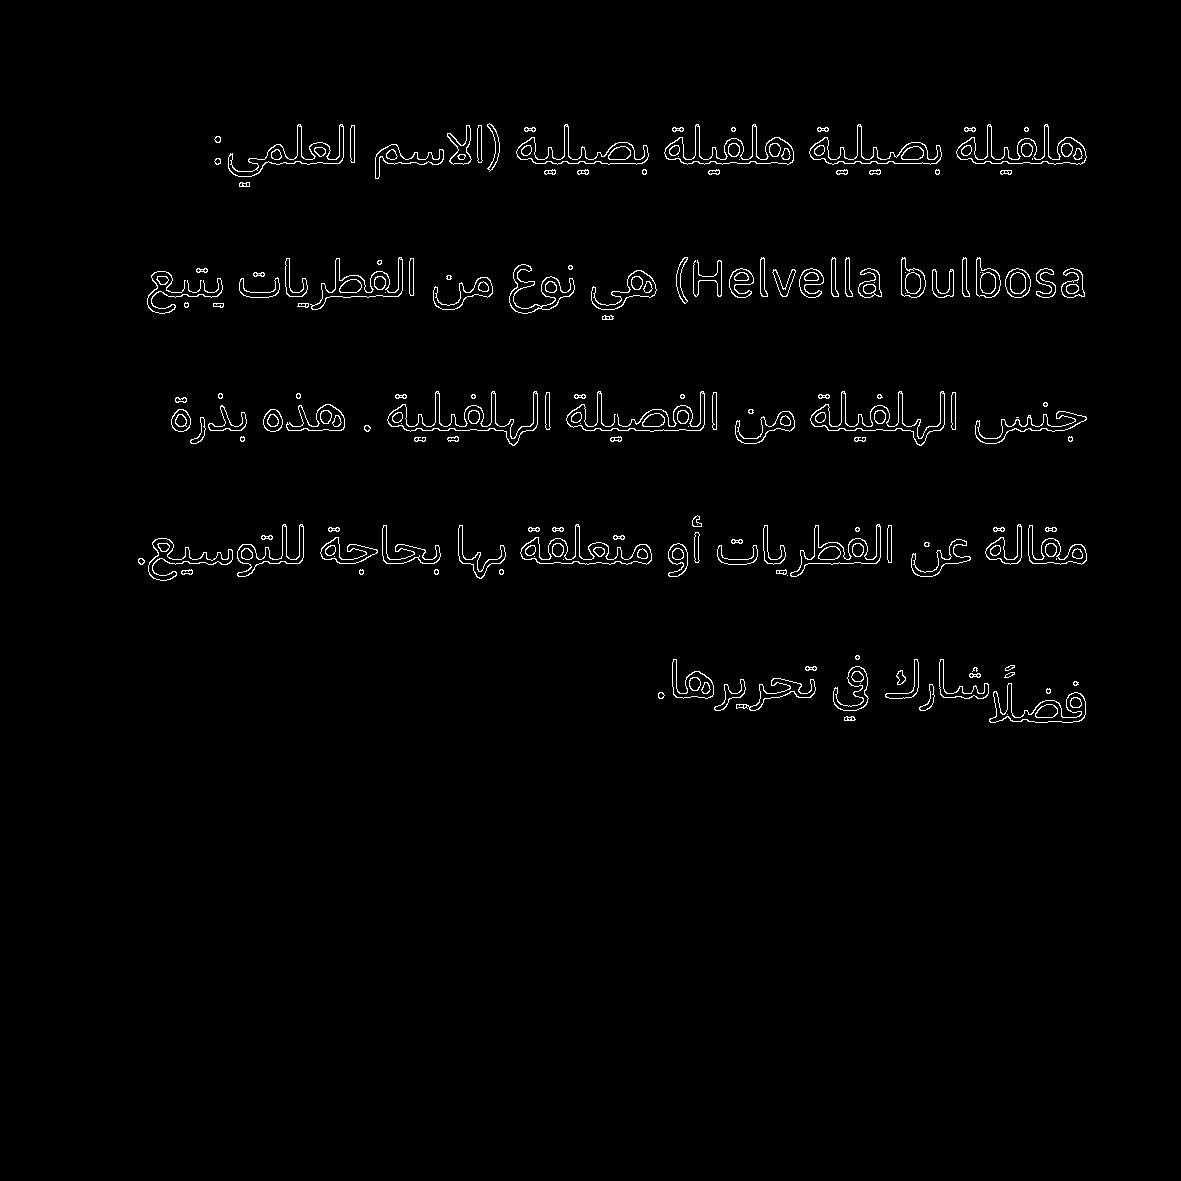 هلفيلة بصيلية هلفيلة بصيلية (الاسم العلمي:
Helvella bulbosa) هي نوع من الفطريات يتبع
جنس الهلفيلة من الفصيلة الهلفيلية . هذه بذرة
مقالة عن الفطريات أو متعلقة بها بحاجة للتوسيع.
فضلًا شارك في تحريرها.